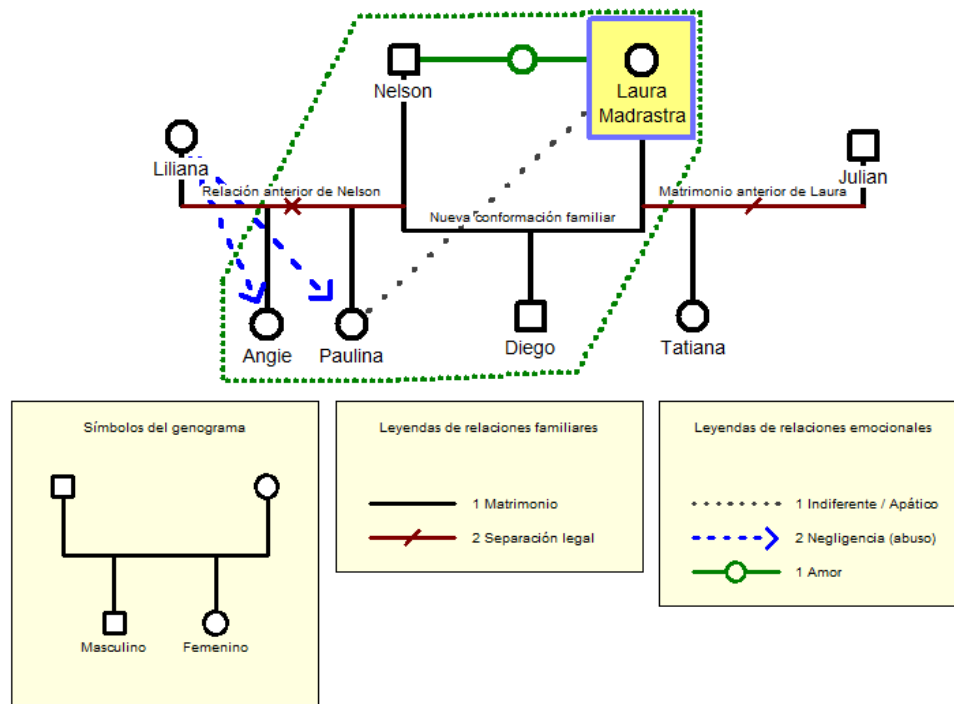 Nelson
Laura
Madrastra
Liliana
Julian
Relación anterior de Nelson
Matrimonio anterior de Laura
Nueva conformación familiar
Angie
Paulina
Diego
Tatiana
Símbolos del genograma
Masculino
Femenino
Leyendas de relaciones familiares
1 Matrimonio
2 Separación legal
Leyendas de relaciones emocionales
1 Indiferente / Apático
2 Negligencia (abuso)
1 Amor